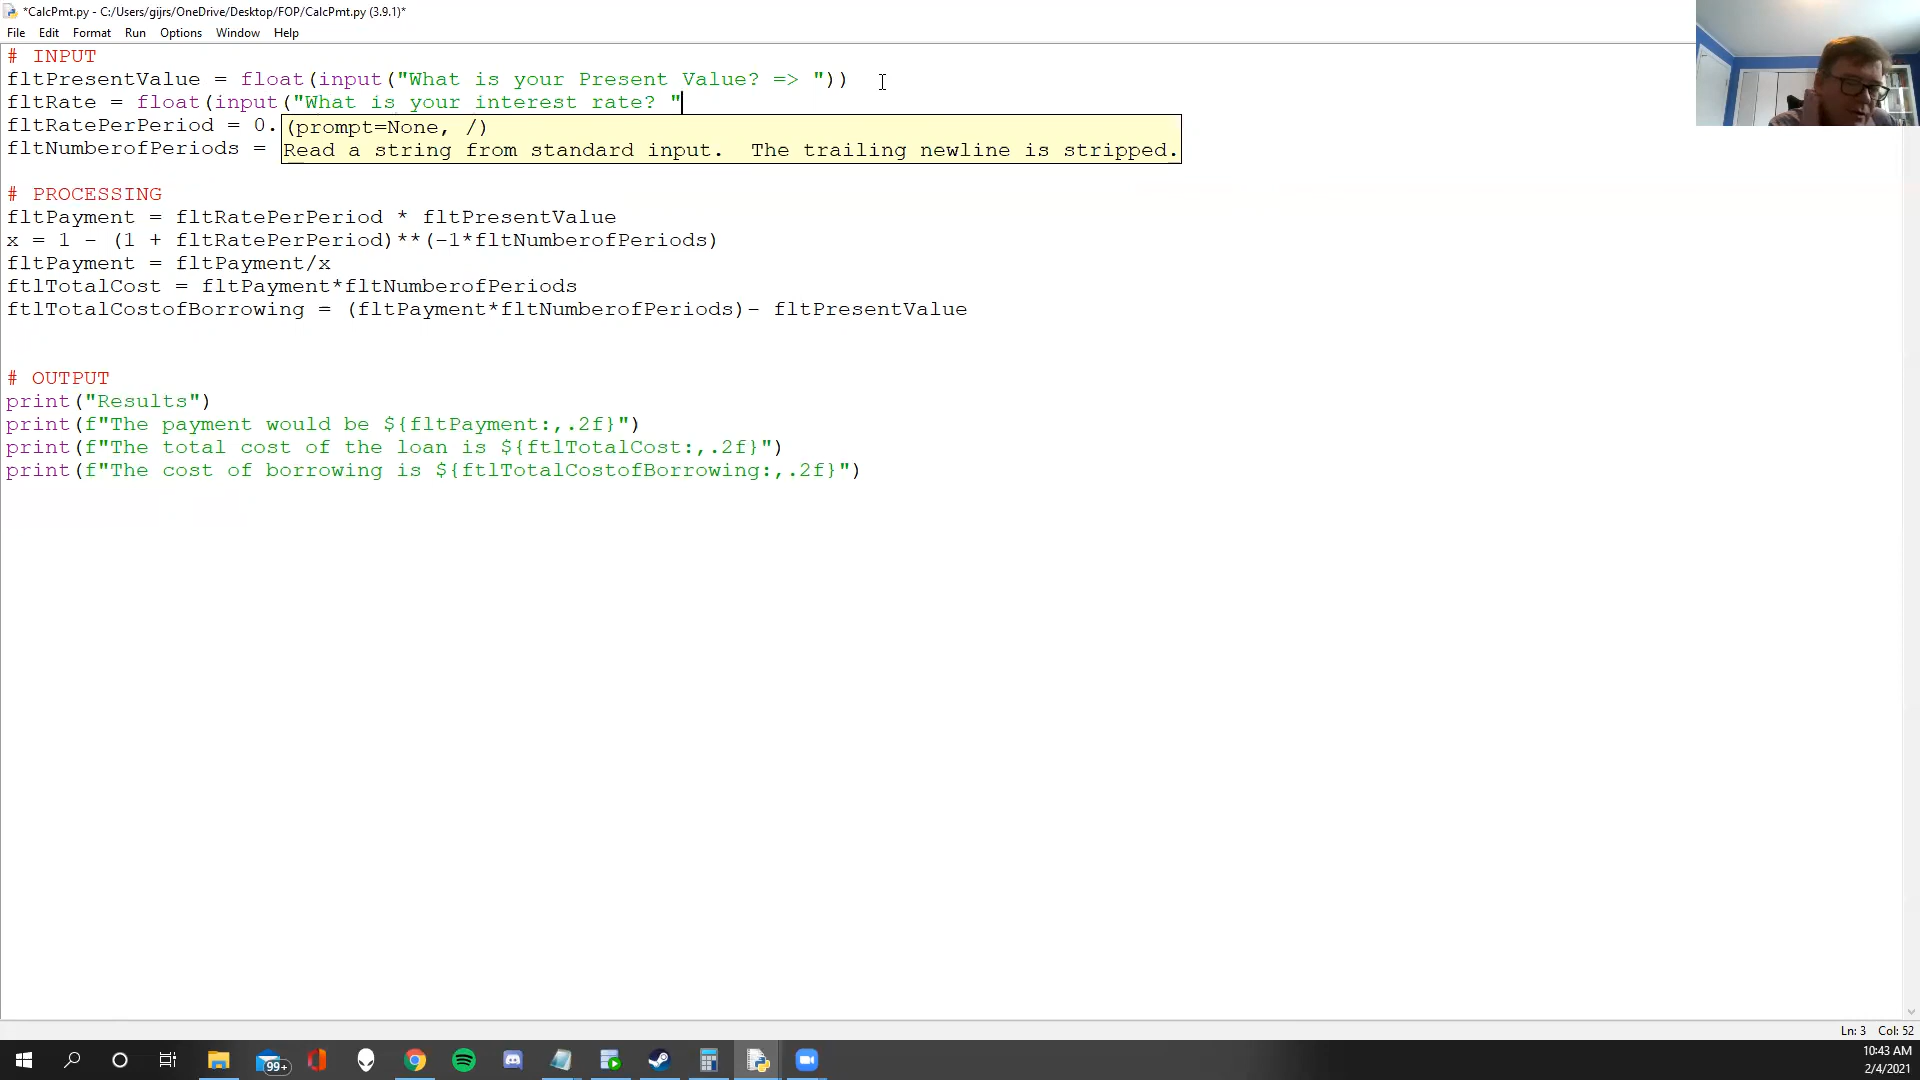 *CalcPmt.py - C:/Users/gijrs/OneDrive/Desktop/FOP/CalcPmt.py (3.9.1)*
File Edit Format Run Options Window Help
# INPUT
fltPresentValue = float(input("What is your Present Value? => "))
fltRate = float(input("What is your interest rate? "
fltRatePerPeriod = 0.
(prompt=None, /)
fltNumberofPeriods =
Read a string from standard input.  The trailing newline is stripped.
# PROCESSING
fltPayment = fltRatePerPeriod * fltPresentValue
x = 1 - (1 + fltRatePerPeriod)**(-1*fltNumberofPeriods)
fltPayment = fltPayment/x
ftlTotalCost = fltPayment*fltNumberofPeriods
ftlTotalCostofBorrowing = (fltPayment*fltNumberofPeriods)- fltPresentValue
# OUTPUT
print("Results")
print(f"The payment would be ${fltPayment:,.2f}")
print(f"The total cost of the loan is ${ftlTotalCost:,.2f}")
print(f"The cost of borrowing is ${ftlTotalCostofBorrowing:,.2f}")
Ln: 3 Col: 52
99+
10:43 AM
2/4/2021